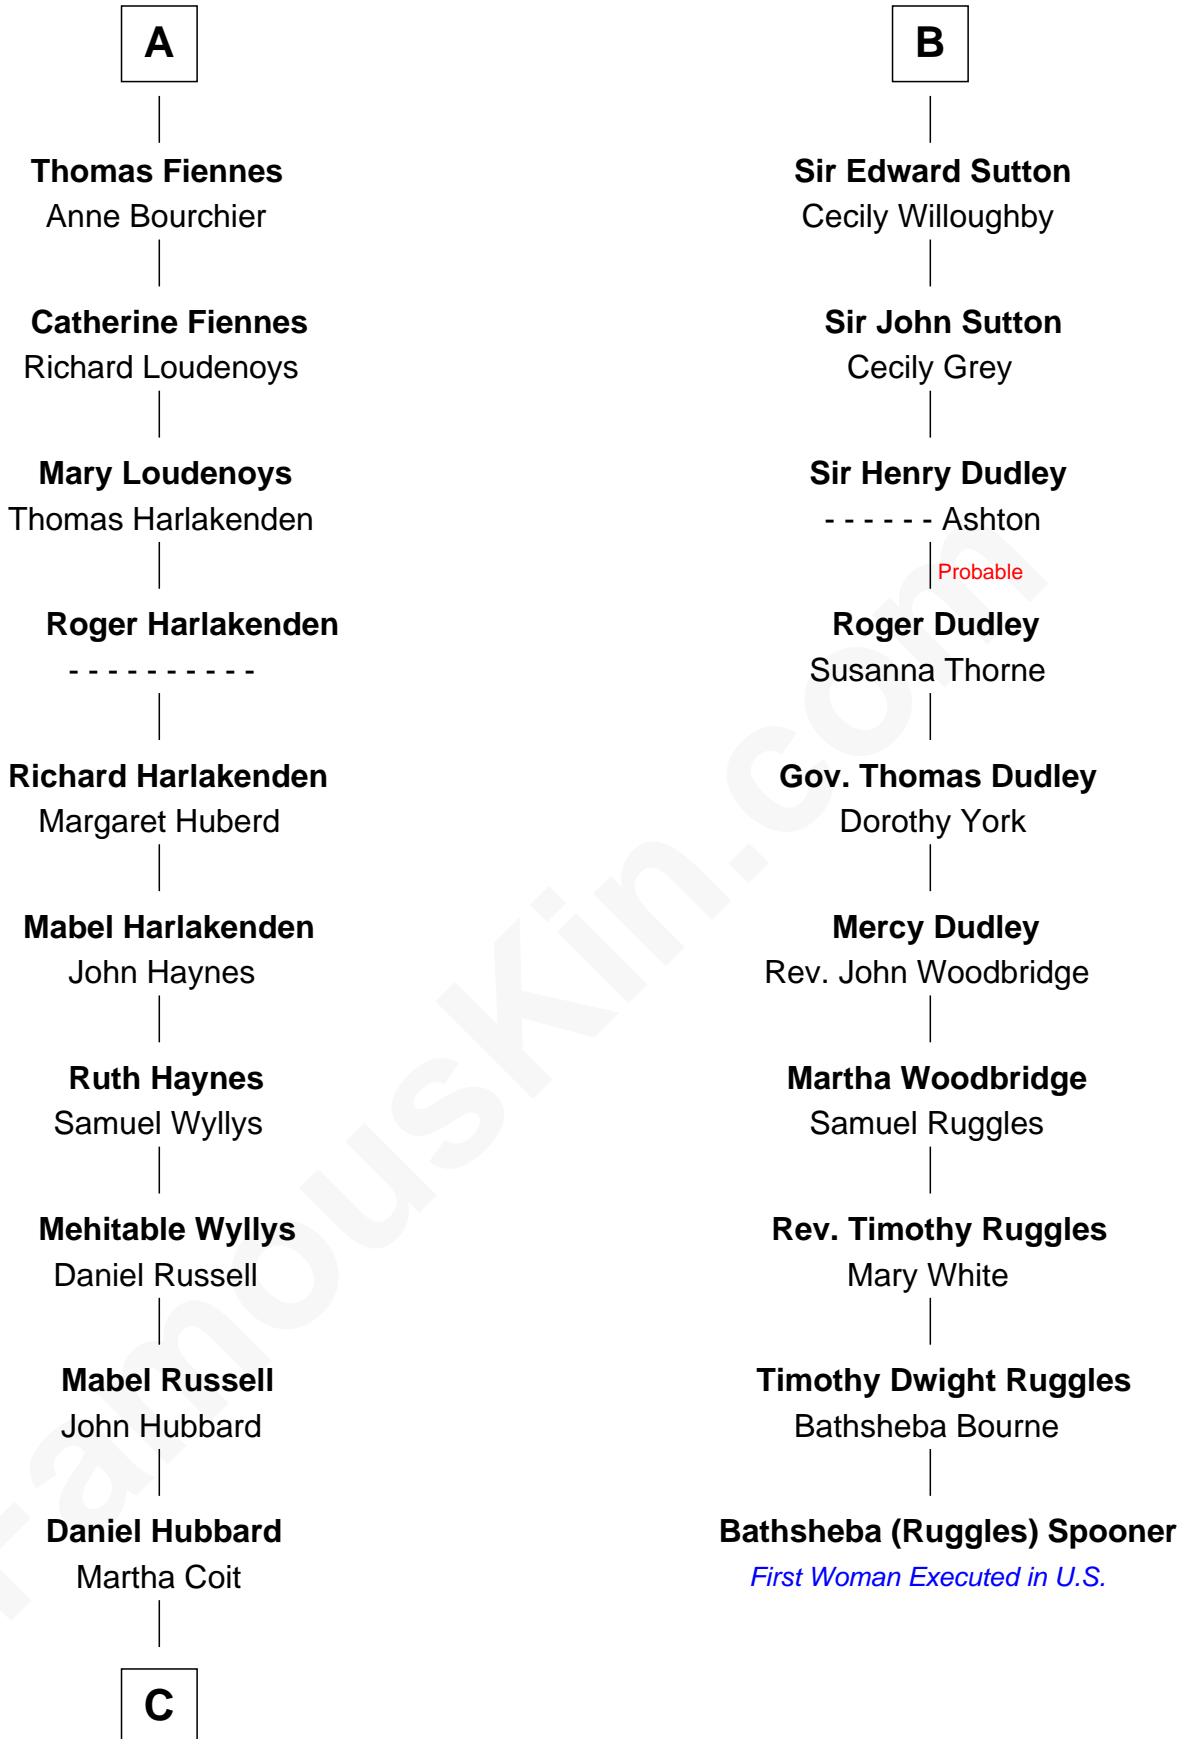 A
Thomas Fiennes
Anne Bourchier
Catherine Fiennes
Richard Loudenoys
Mary Loudenoys
Thomas Harlakenden
Roger Harlakenden
- - - - - - - - - -
Richard Harlakenden
Margaret Huberd
Mabel Harlakenden
John Haynes
Ruth Haynes
Samuel Wyllys
Mehitable Wyllys
Daniel Russell
Mabel Russell
John Hubbard
Daniel Hubbard
Martha Coit
C
B
Sir Edward Sutton
Cecily Willoughby
Sir John Sutton
Cecily Grey
Sir Henry Dudley
- - - - - - Ashton
Probable
Roger Dudley
Susanna Thorne
Gov. Thomas Dudley
Dorothy York
Mercy Dudley
Rev. John Woodbridge
Martha Woodbridge
Samuel Ruggles
Rev. Timothy Ruggles
Mary White
Timothy Dwight Ruggles
Bathsheba Bourne
Bathsheba (Ruggles) Spooner
First Woman Executed in U.S.
FamousKin.com